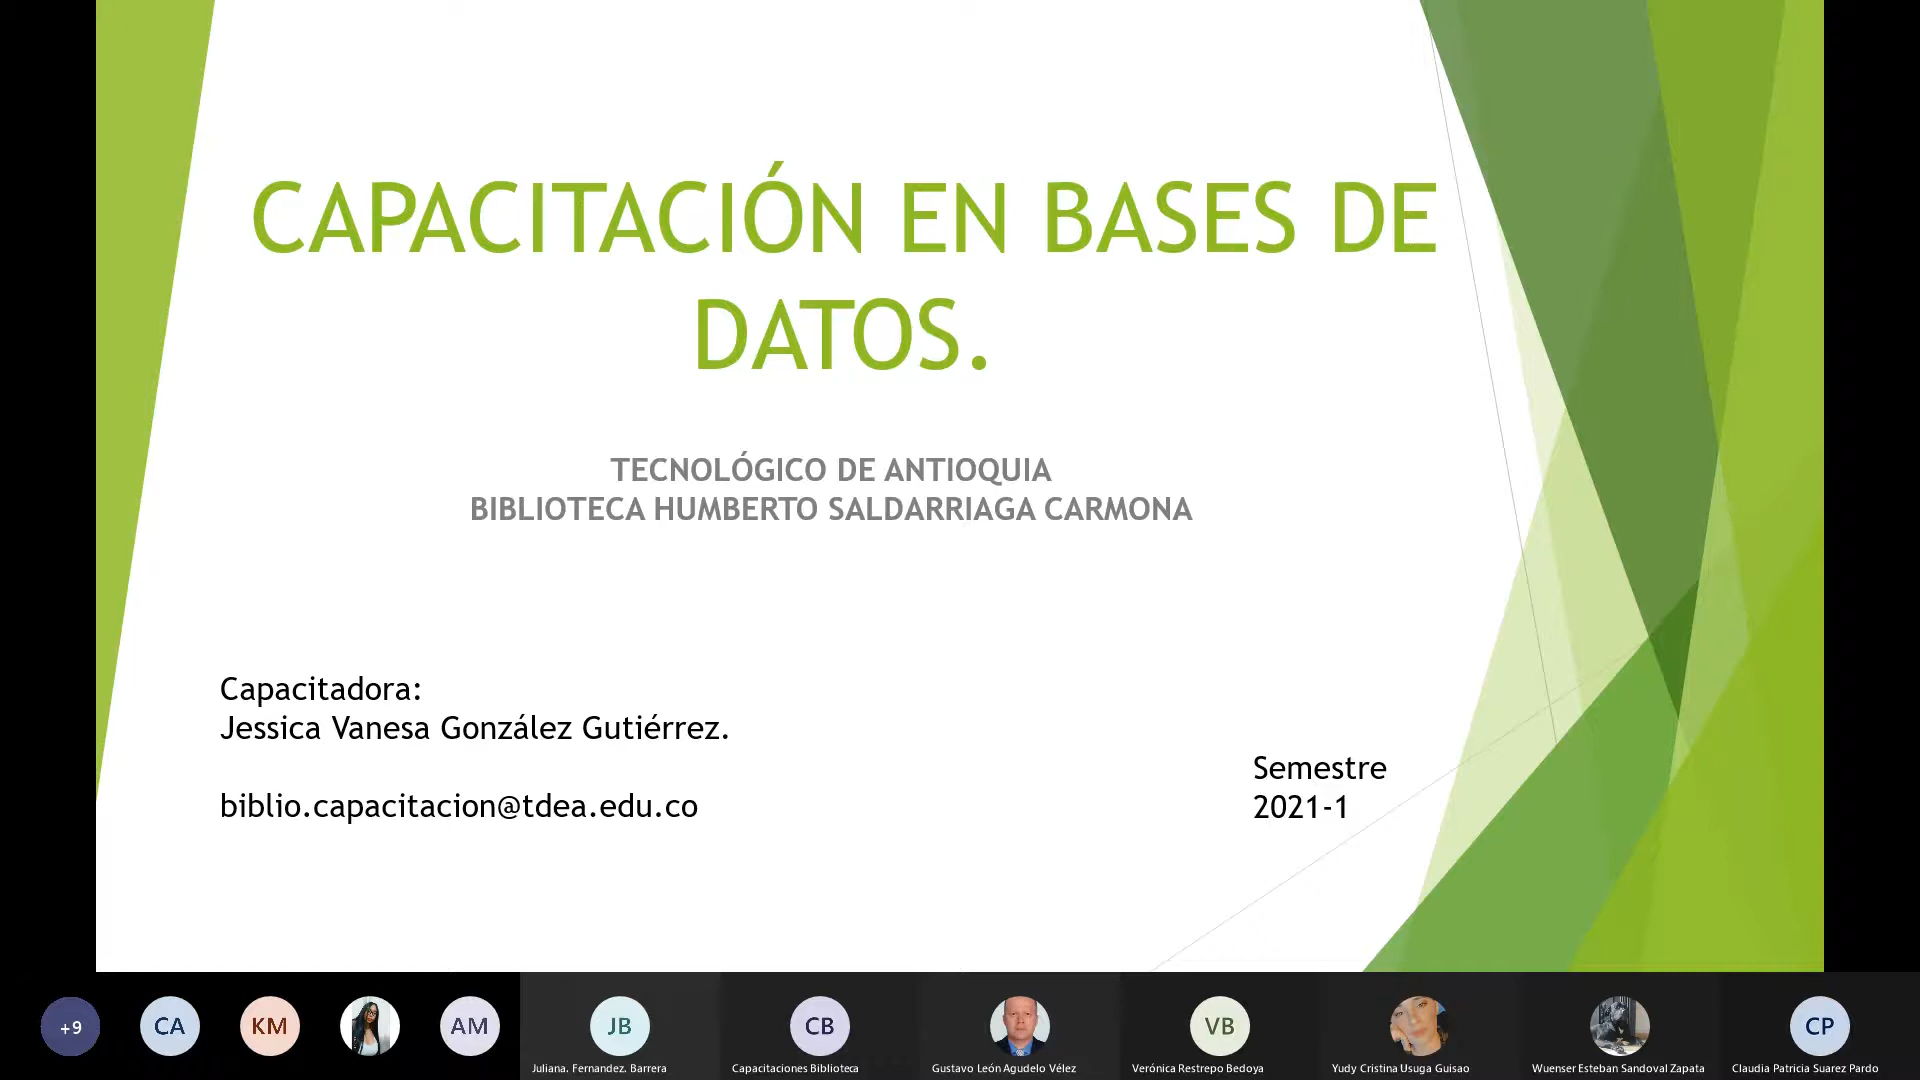 CAPACITACIÓN EN BASES DE
DATOS.
TECNOLÓGICO DE ANTIOQUIA
BIBLIOTECA HUMBERTO SALDARRIAGA CARMONA
Capacitadora:
Jessica Vanesa González Gutiérrez.
biblio.capacitacion@tdea.edu.co
Semestre
2021-1
+9
CA
KM
AM
JB
CB
VB
CP
Juliana. Fernandez. Barrera
Capacitaciones Biblioteca
Gustavo León Agudelo Vélez
Verónica Restrepo Bedoya
Yudy Cristina Usuga Guisao
Wuenser Esteban Sandoval Zapata
Claudia Patricia Suarez Pardo